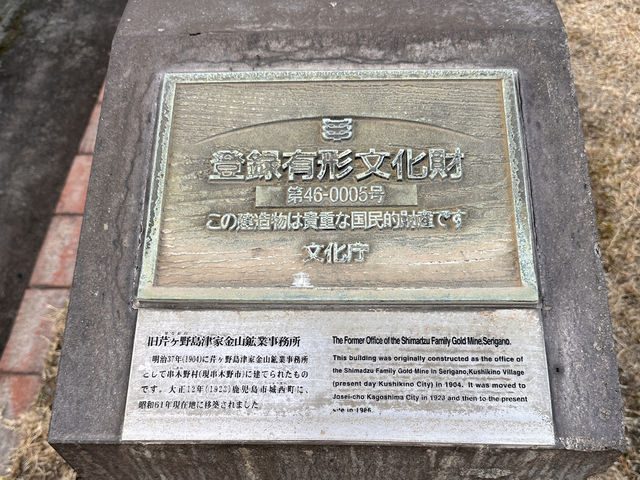 登録有形文化財
第46-0005号
この建造物は貴重な国民的財産です
文化庁
旧芹ヶ野島津家金山鉱業事務所
明治37年(1904)に芹ヶ野島津家金山鉱業事務所
として串木野村(現串木野市)に建てられたもの
です。大正12年(1923)鹿児島市城西町に、
昭和61年現在地に移築されました
The Former Office of the Shimadzu Family Gold Mine,Serigano.
This building was originally constructed as the office of
the Shimadzu Family Gold Mine in Serigano,Kushikino Village
(present day Kushikino City) in 1904. It was moved to
Josei-cho Kagoshima City in 1923 and then to the present
site in 1986.